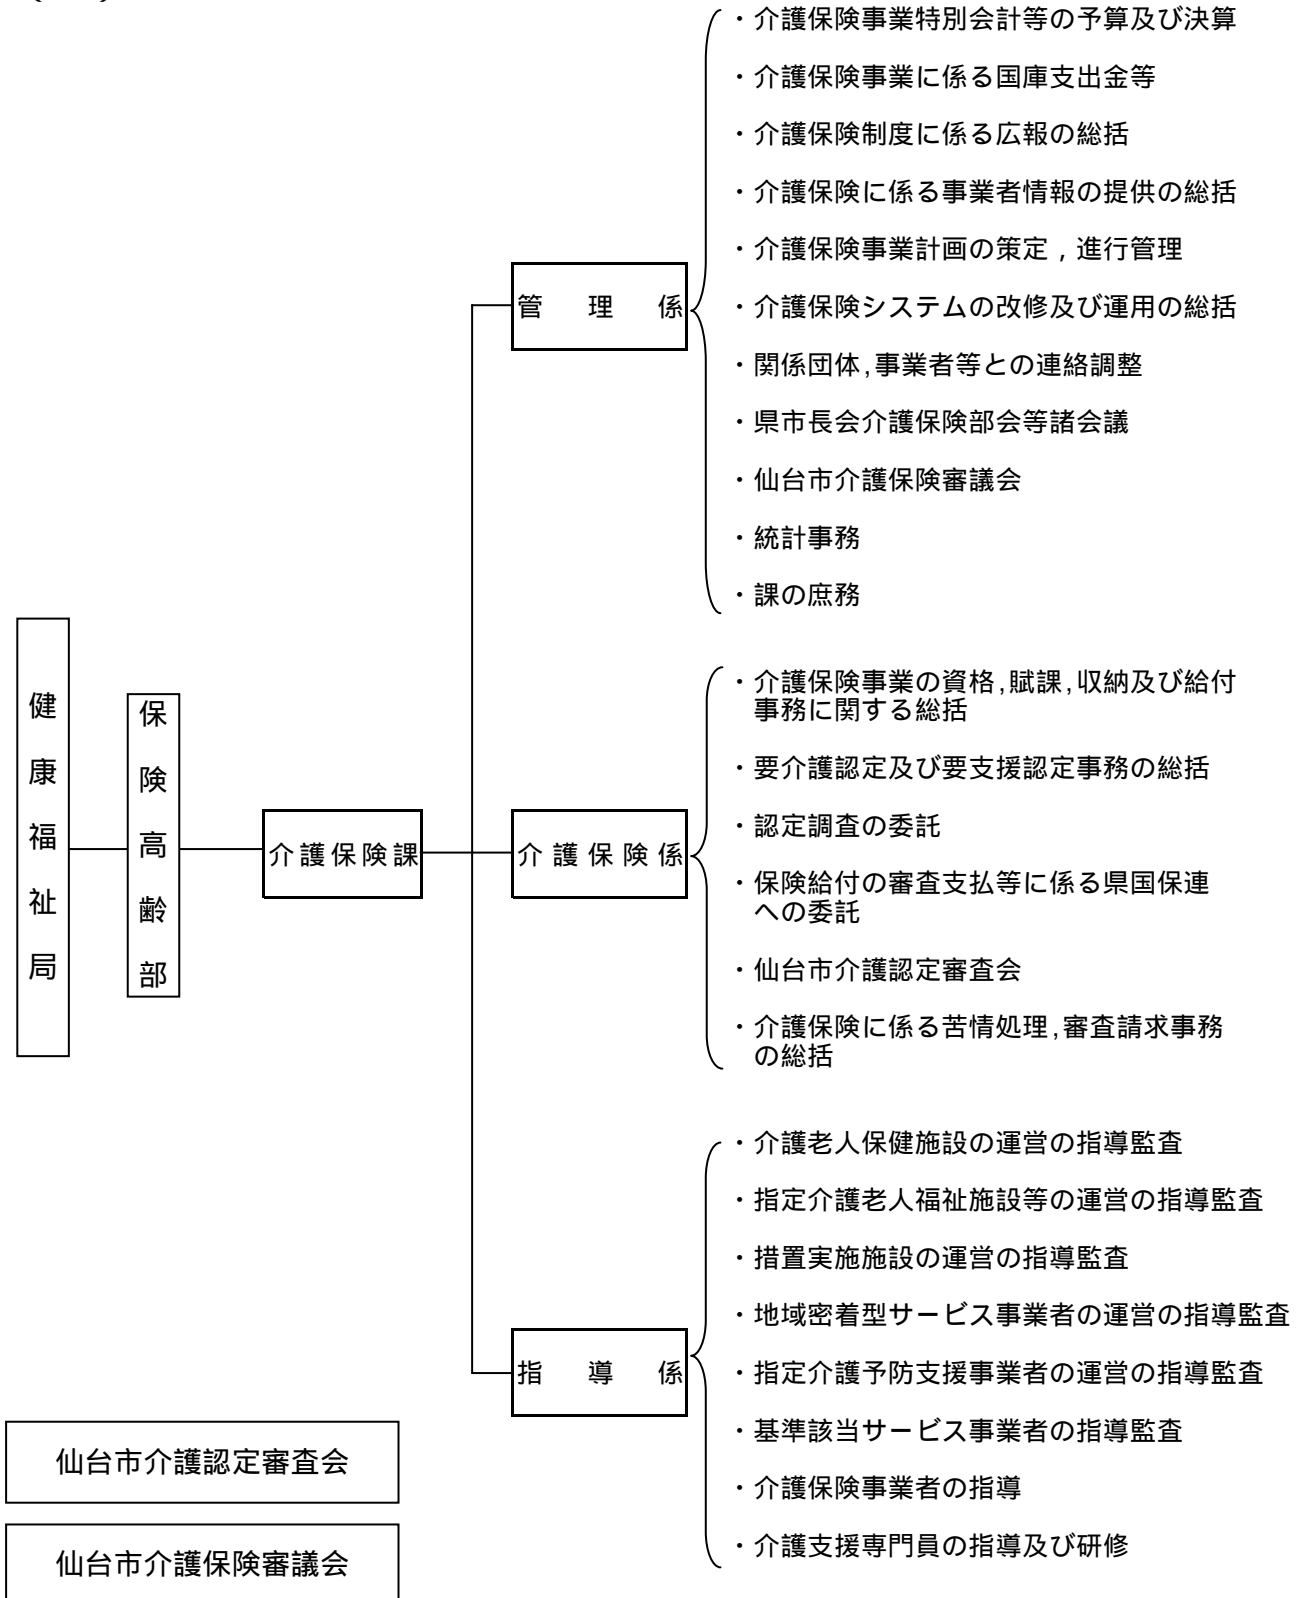 ・介護保険事業特別会計等の予算及び決算
・介護保険事業に係る国庫支出金等
・介護保険制度に係る広報の総括
・介護保険に係る事業者情報の提供の総括
・介護保険事業計画の策定，進行管理
管理係
・介護保険システムの改修及び運用の総括
・関係団体,事業者等との連絡調整
・県市長会介護保険部会等諸会議
・仙台市介護保険審議会
・統計事務
・課の庶務
健康福祉局
保険高齢部
介護保険課
介護保険係
・介護保険事業の資格,賦課,収納及び給付
事務に関する総括
・要介護認定及び要支援認定事務の総括
・認定調査の委託
・保険給付の審査支払等に係る県国保連
への委託
・仙台市介護認定審査会
・介護保険に係る苦情処理,審査請求事務
の総括
指導係
・介護老人保健施設の運営の指導監査
・指定介護老人福祉施設等の運営の指導監査
・措置実施施設の運営の指導監査
・地域密着型サービス事業者の運営の指導監査
・指定介護予防支援事業者の運営の指導監査
・基準該当サービス事業者の指導監査
・介護保険事業者の指導
・介護支援専門員の指導及び研修
仙台市介護認定審査会
仙台市介護保険審議会